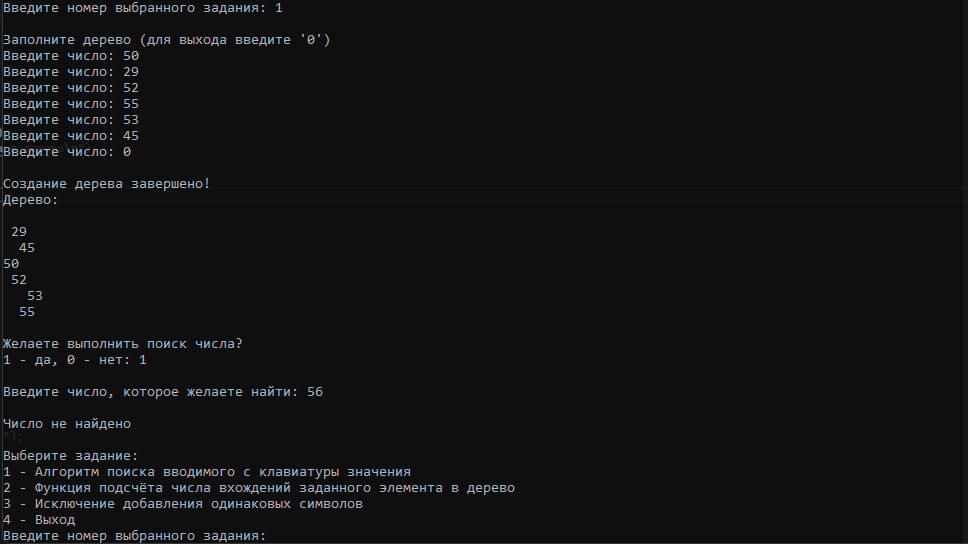 Введите номер выбранного задания: 1
Заполните дерево (для выхода введите '0')
Введите число: 50
Введите число: 29
Введите число: 52
Введите число: 55
Введите число: 53
Введите число: 45
Введите число: 0
Создание дерева завершено!
Дерево:
29
45
50
52
53
55
Желаете выполнить поиск числа?
1 - да, 0 - нет: 1
Введите число, которое желаете найти: 56
Число не найдено
Выберите задание:
1 - Алгоритм поиска вводимого с клавиатуры значения
2 - Функция подсчёта числа вхождений заданного элемента в дерево
3 - Исключение добавления одинаковых символов
4 - Выход
Введите номер выбранного задания: